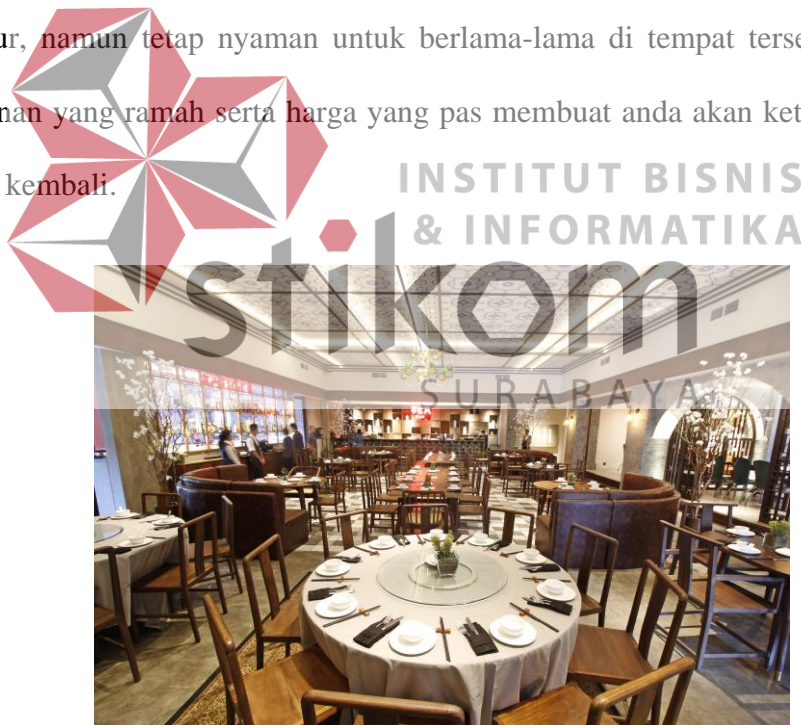 ur, namun tetap nyaman untuk berlama-lama di tempat terse
nan yang ramah serta harga yang pas membuat anda akan ket
kembali.
INSTITUT BISNIS
& INFORMATIKA
stikom
SURABAYA